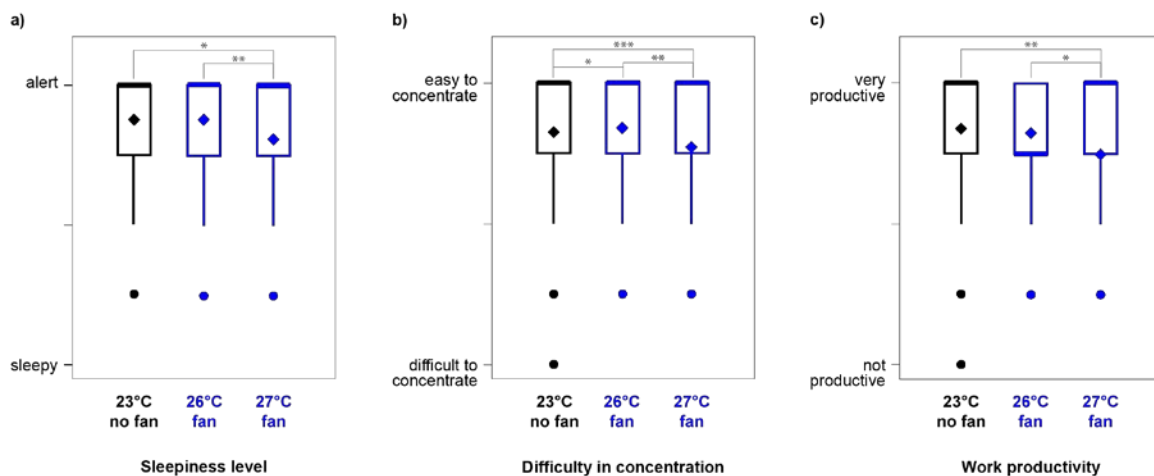 a)
*
**
alert
sleepy
23°C
no fan
26°C
fan
27°C
fan
Sleepiness level
b)
***
*
**
easy to
concentrate
difficult to
concentrate
23°C
no fan
26°C
fan
27°C
fan
Difficulty in concentration
c)
**
*
very
productive
not
productive
23°C
no fan
26°C
fan
27°C
fan
Work productivity